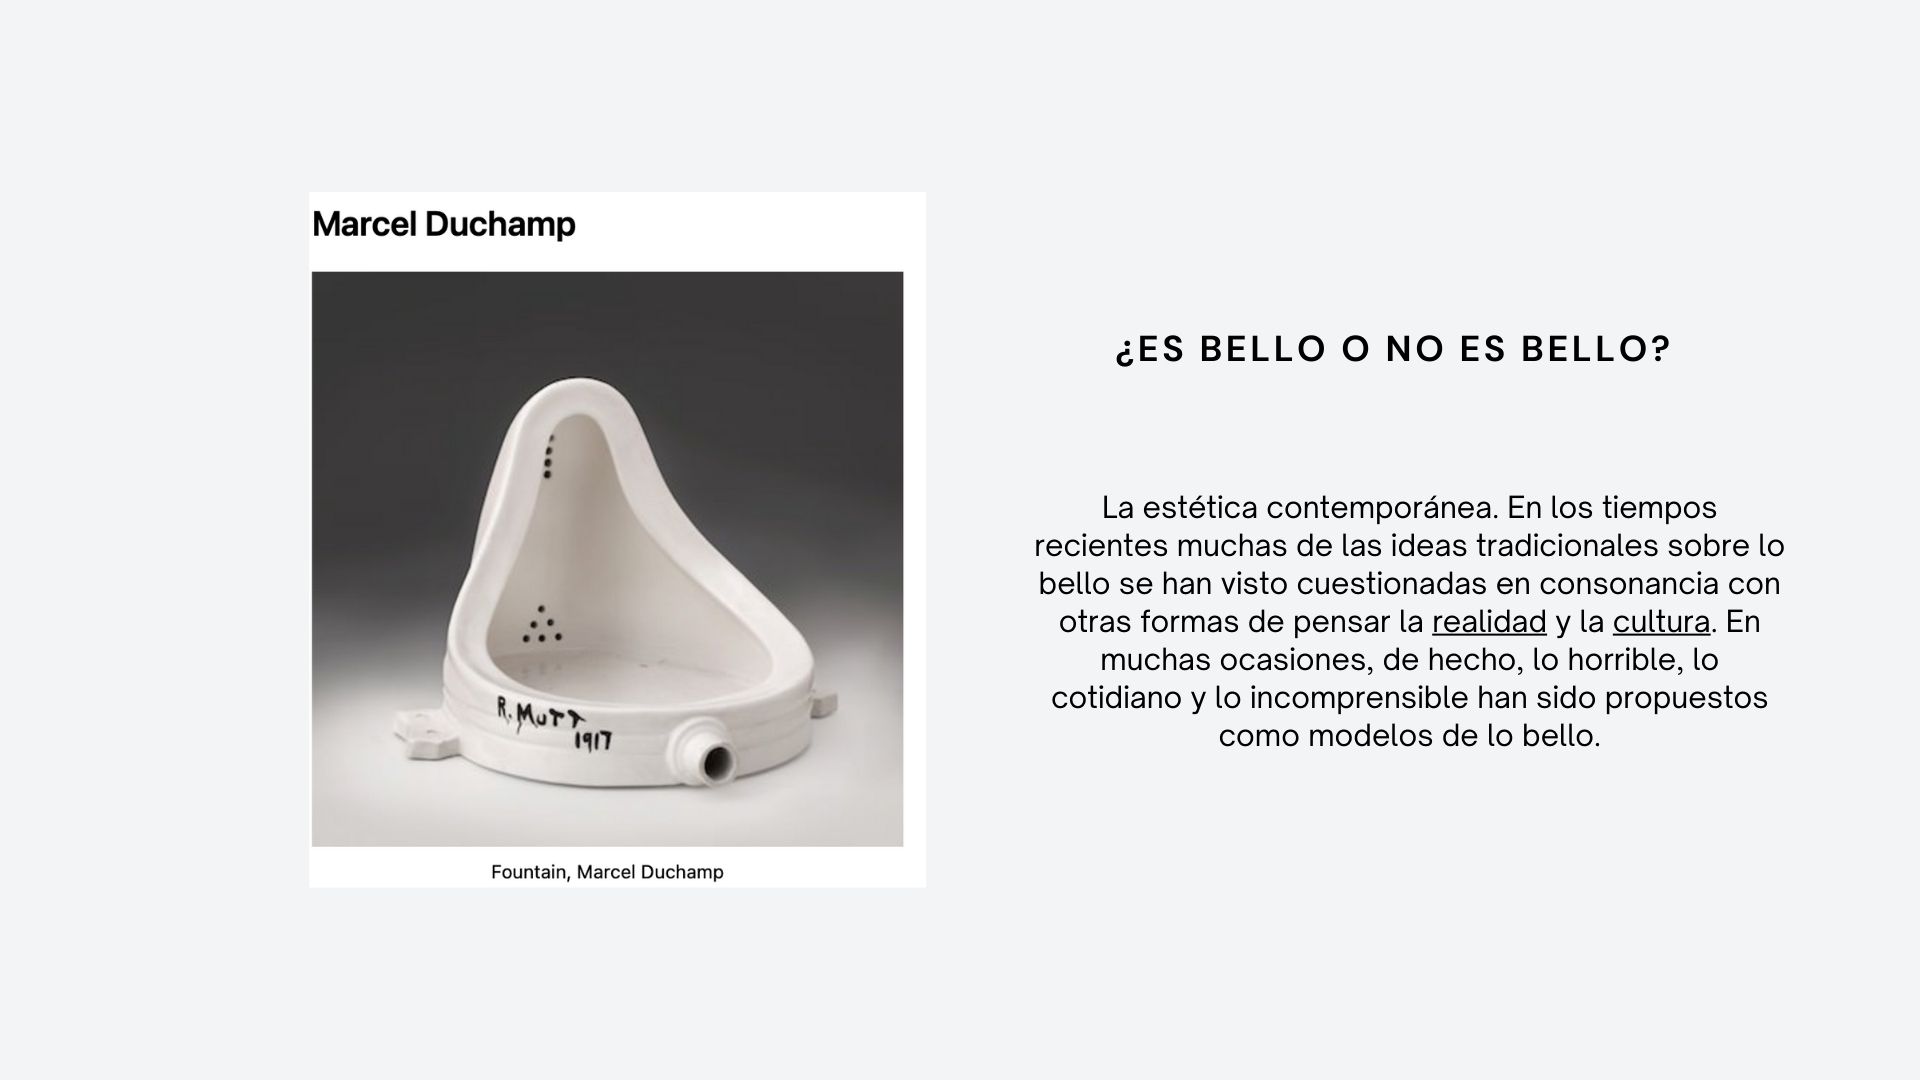 Marcel Duchamp
R. MUTT
1917
Fountain, Marcel Duchamp
¿ES BELLO O NO ES BELLO?
La estética contemporánea. En los tiempos
recientes muchas de las ideas tradicionales sobre lo
bello se han visto cuestionadas en consonancia con
otras formas de pensar la realidad y la cultura. En
muchas ocasiones, de hecho, lo horrible, lo
cotidiano y lo incomprensible han sido propuestos
como modelos de lo bello.